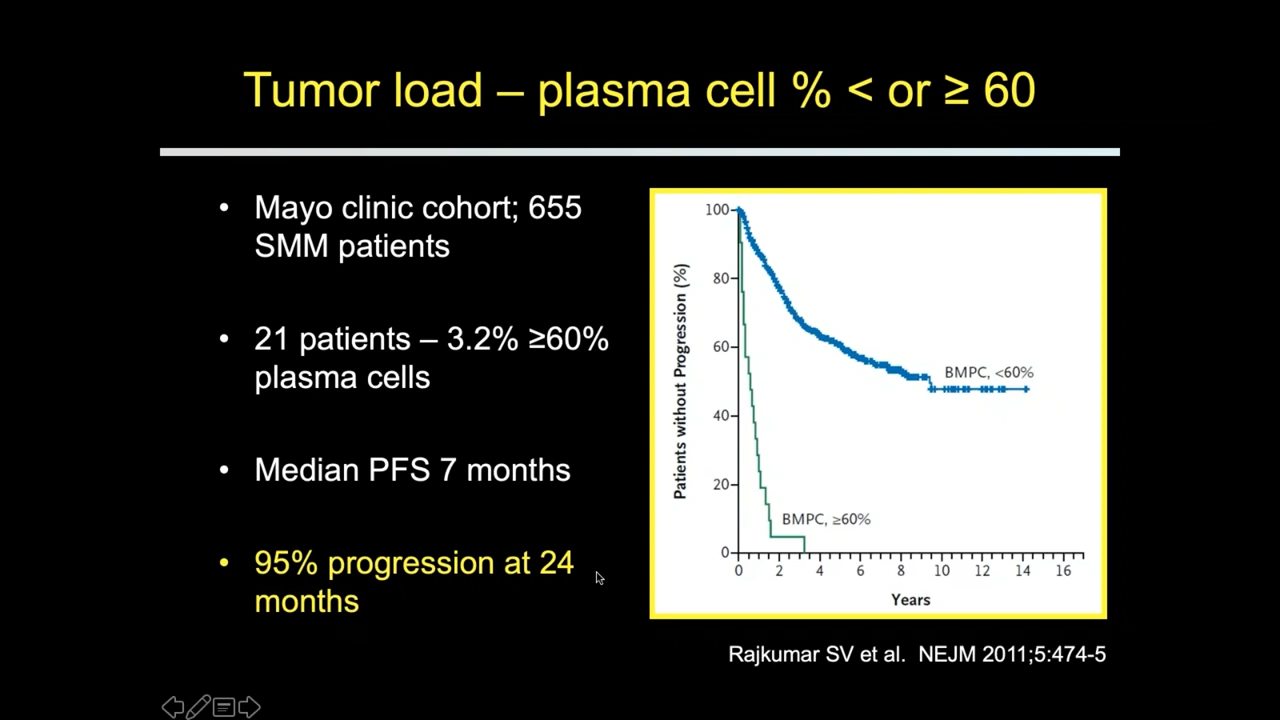 Tumor load – plasma cell % < or ≥ 60
• Mayo clinic cohort; 655
SMM patients
• 21 patients – 3.2% ≥60%
plasma cells
• Median PFS 7 months
• 95% progression at 24
months
Patients without Progression (%)
100
80
60
40
20
0
BMPC, <60%
BMPC, ≥60%
0 2 4 6 8 10 12 14 16
Years
Rajkumar SV et al. NEJM 2011;5:474-5